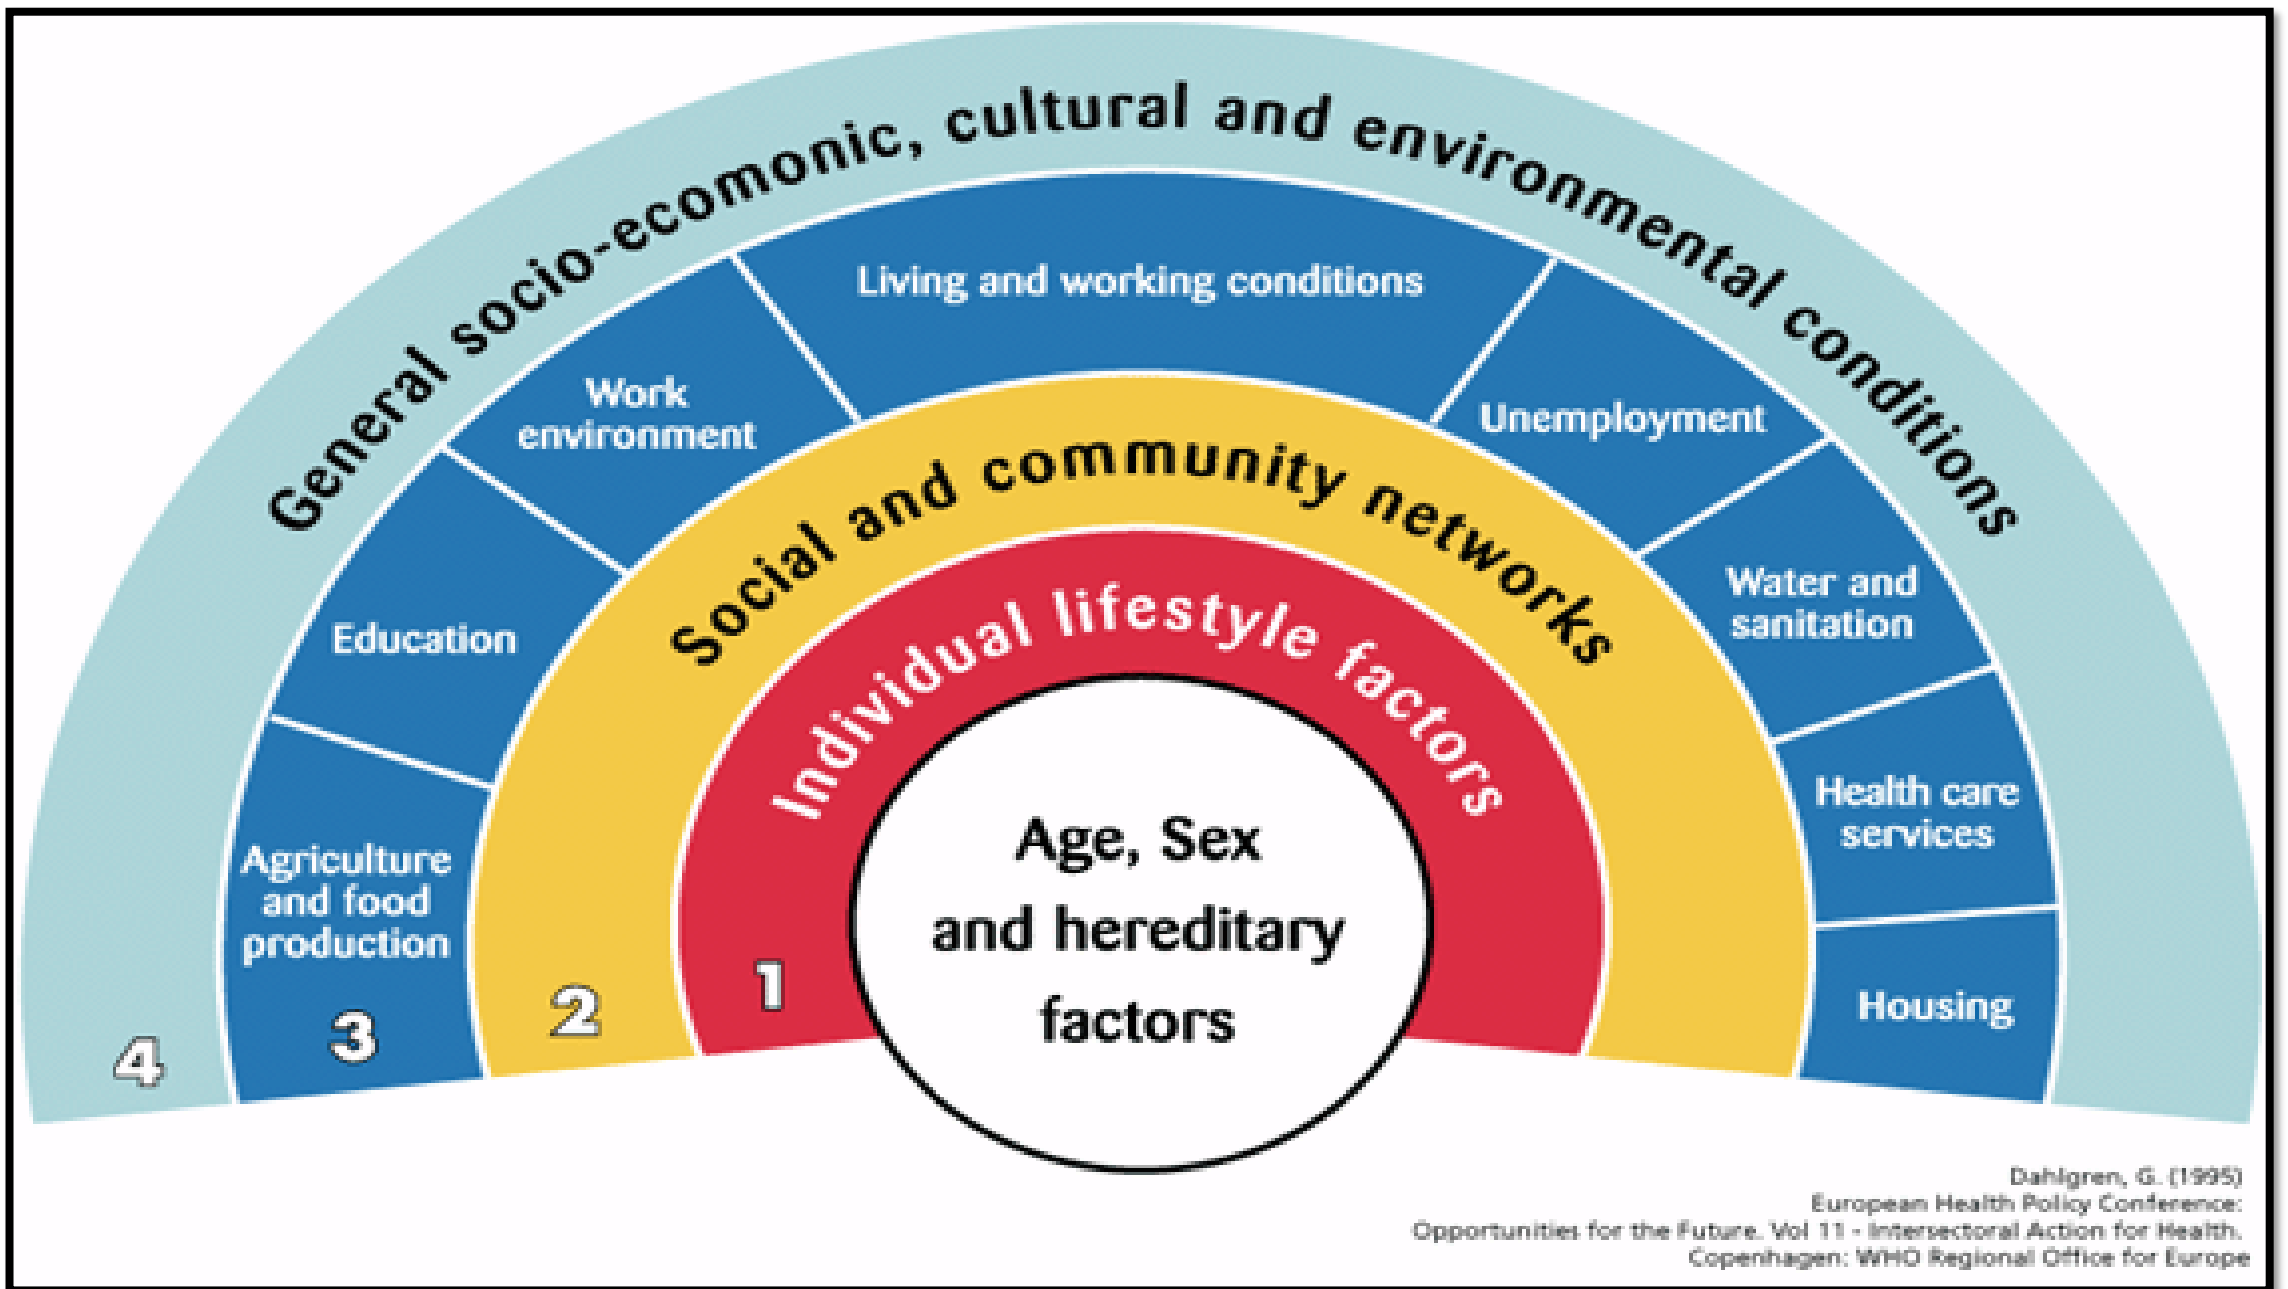 General socio-ecomonic, cultural and environmental conditions
Living and working conditions
Work
environment
Unemployment
Education
Water and
sanitation
Agriculture
and food
production
Health care
services
Housing
Social and community networks
Individual lifestyle factors
Age, Sex
and hereditary
factors
1
2
3
4
Dahlgren, G. (1995)
European Health Policy Conference:
Opportunities for the Future. Vol 11 - Intersectoral Action for Health.
Copenhagen: WHO Regional Office for Europe